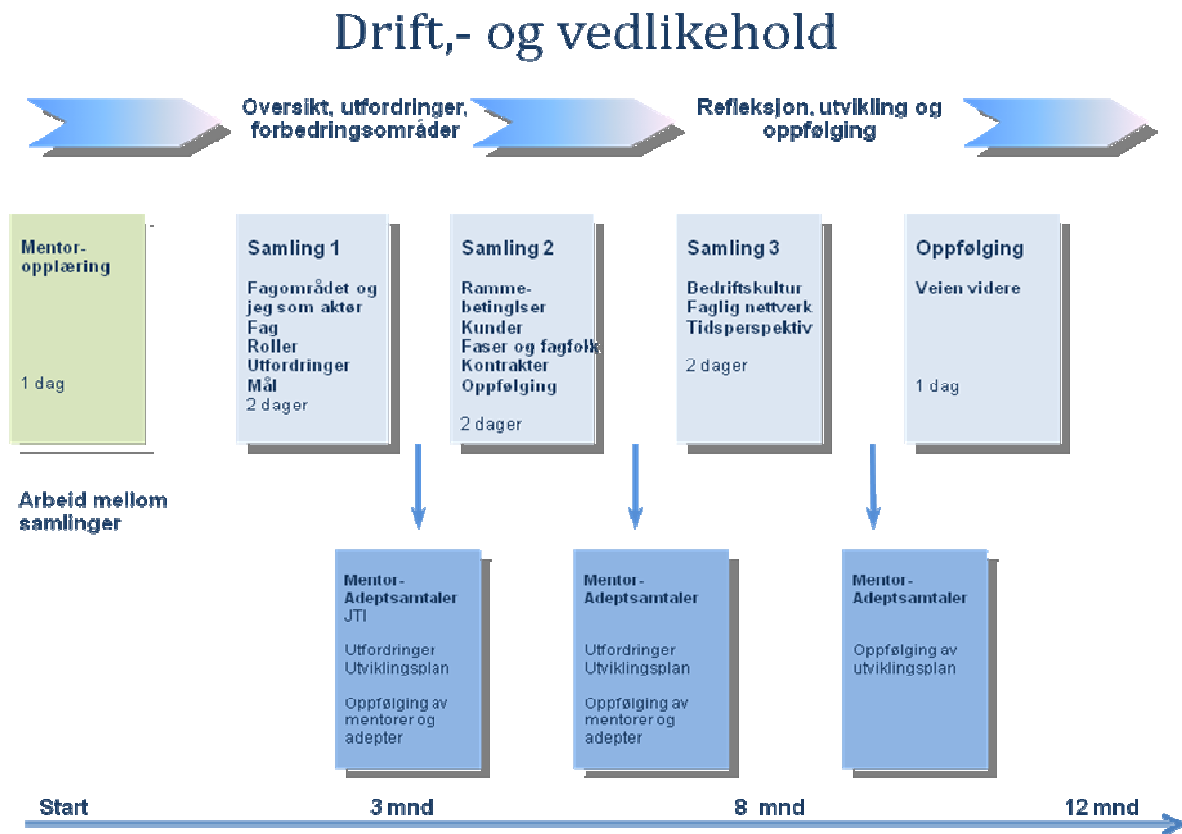 Drift,- og vedlikehold
Oversikt, utfordringer,
forbedringsområder
Refleksjon, utvikling og
oppfølging
Mentor-
opplæring
1 dag
Samling 1
Fagområdet og
jeg som aktør
Fag
Roller
Utfordringer
Mål
2 dager
Samling 2
Ramme-
betinglser
Kunder
Faser og fagfolk
Kontrakter
Oppfølging
2 dager
Samling 3
Bedriftskultur
Faglig nettverk
Tidsperspektiv
2 dager
Oppfølging
Veien videre
1 dag
Arbeid mellom
samlinger
Mentor-
Adeptsamtaler
JTI
Utfordringer
Utviklingsplan
Oppfølging av
mentorer og
adepter
Mentor-
Adeptsamtaler
Utfordringer
Utviklingsplan
Oppfølging av
mentorer og
adepter
Mentor-
Adeptsamtaler
Oppfølging av
utviklingsplan
Start
3 mnd
8 mnd
12 mnd